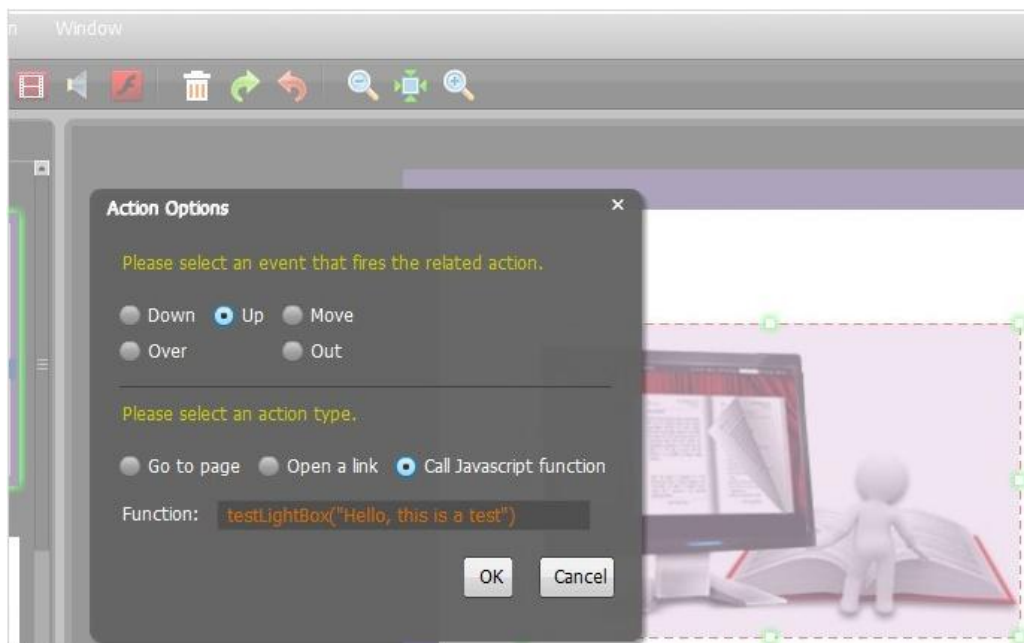 Window
Action Options
Please select an event that fires the related action.
Down Up Move
Over Out
Please select an action type.
Go to page Open a link Call Javascript function
Function: testLightBox("Hello, this is a test")
OK Cancel